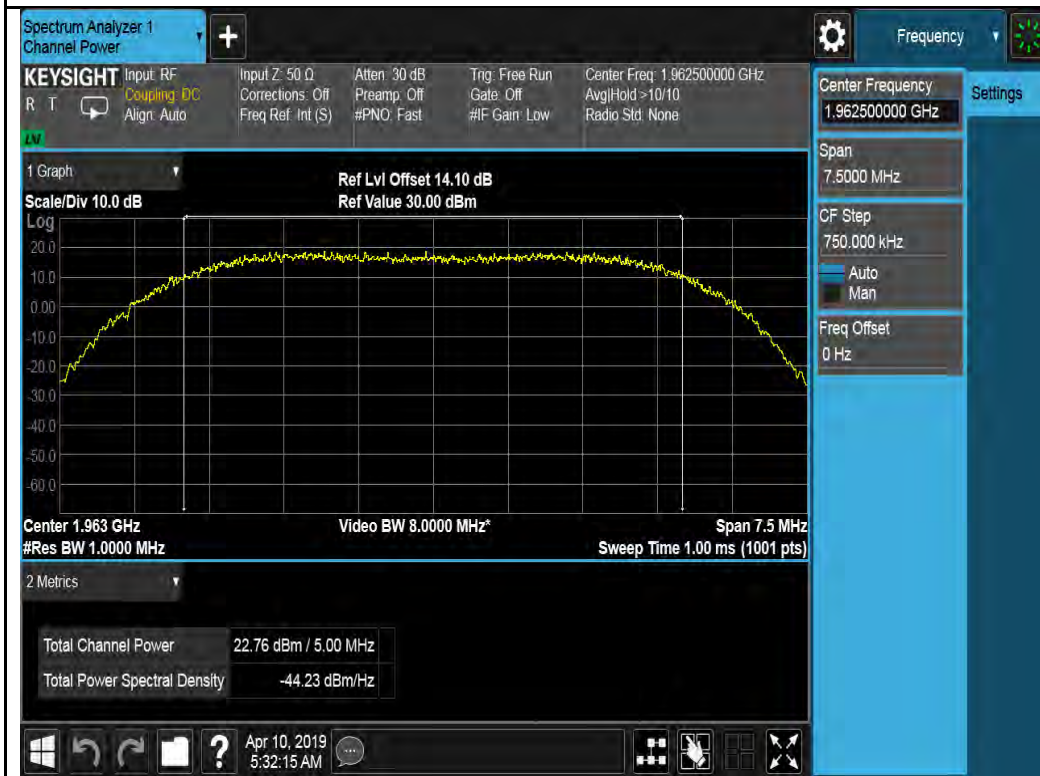 Spectrum Analyzer 1
Channel Power
+
Frequency
KEYSIGHT
R T
LVI
Input: RF
Coupling: DC
Align: Auto
Input Z: 50 Ω
Corrections: Off
Freq Ref: Int (S)
Atten: 30 dB
Preamp: Off
#PNO: Fast
Trig: Free Run
Gate: Off
#IF Gain: Low
Center Freq: 1.962500000 GHz
Avg|Hold >10/10
Radio Std: None
Center Frequency
1.962500000 GHz
Settings
Span
7.5000 MHz
CF Step
750.000 kHz
Auto
Man
Freq Offset
0 Hz
1 Graph
Scale/Div 10.0 dB
Ref Lvl Offset 14.10 dB
Ref Value 30.00 dBm
Log
20.0
10.0
0.00
-10.0
-20.0
-30.0
-40.0
-50.0
-60.0
Center 1.963 GHz
#Res BW 1.0000 MHz
Video BW 8.0000 MHz*
Span 7.5 MHz
Sweep Time 1.00 ms (1001 pts)
2 Metrics
Total Channel Power 22.76 dBm / 5.00 MHz
Total Power Spectral Density -44.23 dBm/Hz
?
Apr 10, 2019
5:32:15 AM